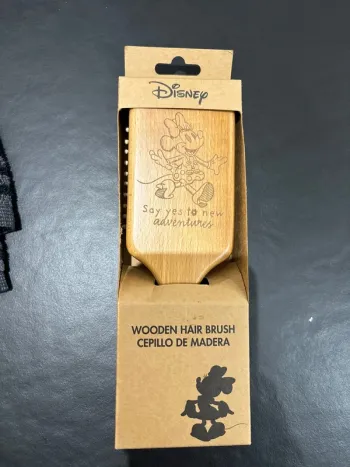 Disney
Say yes to new
adventures
WOODEN HAIR BRUSH
CEPILLO DE MADERA